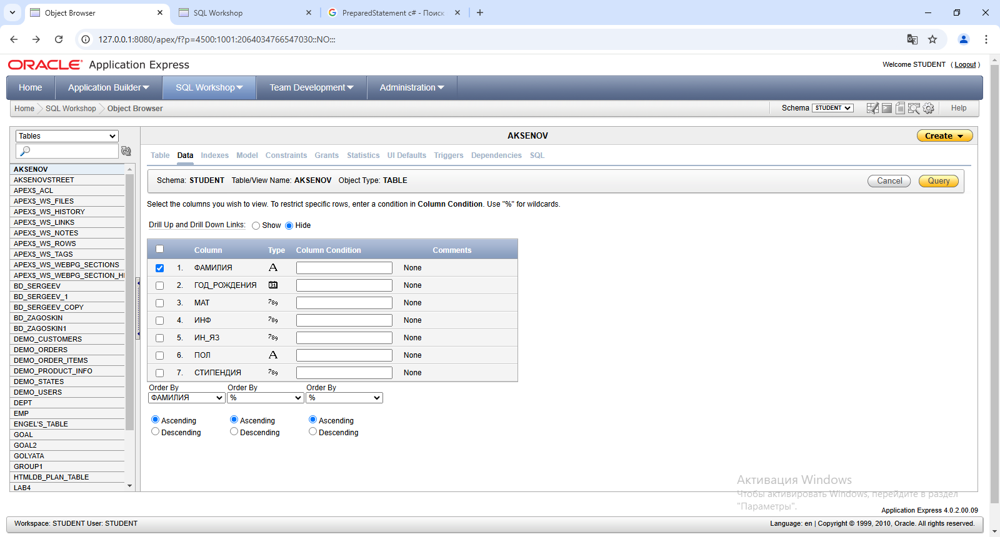 Object Browser
SQL Workshop
PreparedStatement c# - Поиск
127.0.0.1:8080/apex/f?p=4500:1001:2064034766547030::NO:::
ORACLE Application Express
Welcome STUDENT ( Logout )
Home
Application Builder
SQL Workshop
Team Development
Administration
Home SQL Workshop Object Browser
Schema STUDENT
Help
Tables
AKSENOV
AKSENOVSTREET
APEX$_ACL
APEX$_WS_FILES
APEX$_WS_HISTORY
APEX$_WS_LINKS
APEX$_WS_NOTES
APEX$_WS_ROWS
APEX$_WS_TAGS
APEX$_WS_WEBPG_SECTIONS
APEX$_WS_WEBPG_SECTION_HI
BD_SERGEEV
BD_SERGEEV_1
BD_SERGEEV_COPY
BD_ZAGOSKIN
BD_ZAGOSKIN1
DEMO_CUSTOMERS
DEMO_ORDERS
DEMO_ORDER_ITEMS
DEMO_PRODUCT_INFO
DEMO_STATES
DEMO_USERS
DEPT
EMP
ENGEL'S_TABLE
GOAL
GOAL2
GOLYATA
GROUP1
HTMLDB_PLAN_TABLE
LAB4
AKSENOV
Create
Table Data Indexes Model Constraints Grants Statistics UI Defaults Triggers Dependencies SQL
Schema: STUDENT Table/View Name: AKSENOV Object Type: TABLE
Cancel
Query
Select the columns you wish to view. To restrict specific rows, enter a condition in Column Condition. Use "%" for wildcards.
Drill Up and Drill Down Links: Show Hide
Column Type Column Condition Comments
1. ФАМИЛИЯ A None
2. ГОД_РОЖДЕНИЯ 31 None
3. МАТ 789 None
4. ИНФ 789 None
5. ИН_ЯЗ 789 None
6. ПОЛ A None
7. СТИПЕНДИЯ 789 None
Order By Order By Order By
ФАМИЛИЯ % %
Ascending Ascending Ascending
Descending Descending Descending
Активация Windows
Чтобы активировать Windows, перейдите в раздел
"Параметры".
Application Express 4.0.2.00.09
Workspace: STUDENT User: STUDENT
Language: en | Copyright © 1999, 2010, Oracle. All rights reserved.